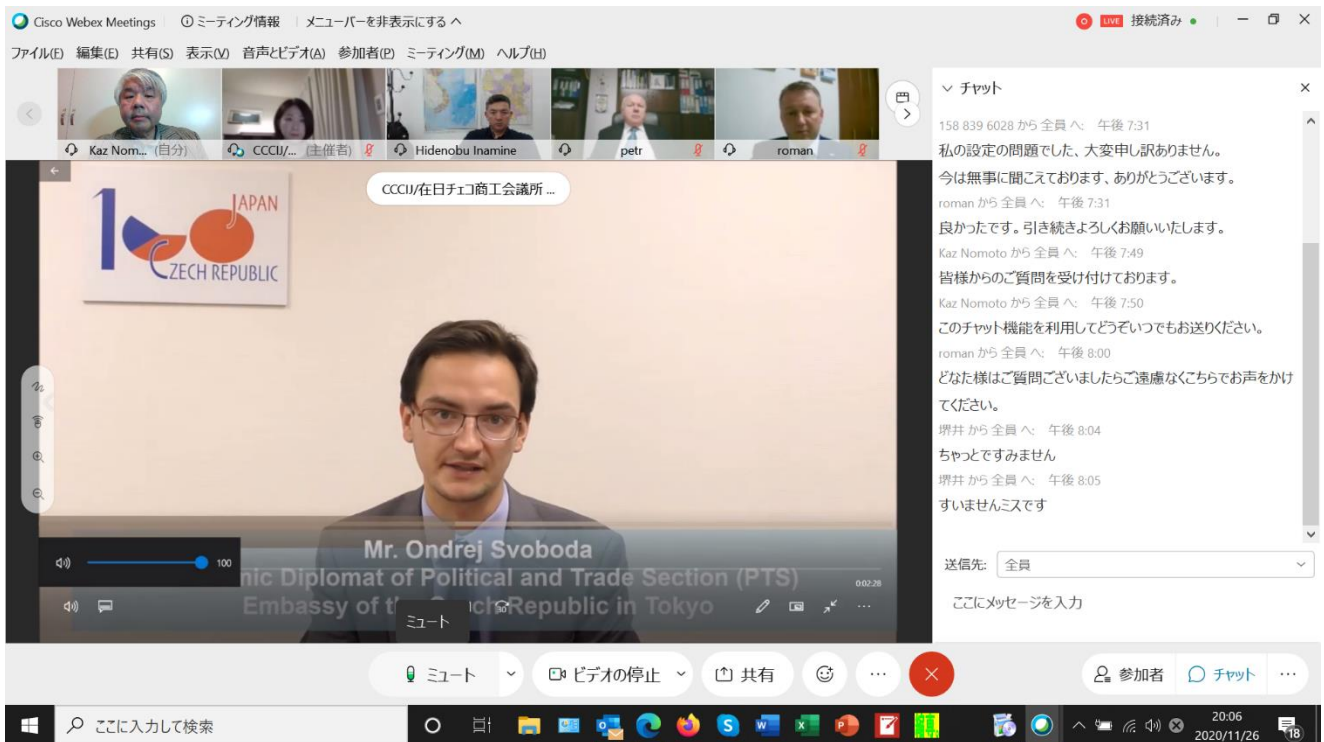 Cisco Webex Meetings ミーティング情報 メニューバーを非表示にする
LIVE 接続済み
ファイル(F) 編集(E) 共有(S) 表示(V) 音声とビデオ(A) 参加者(P) ミーティング(M) ヘルプ(H)
Kaz Nom... (自分)
CCCIJ/... (主催者)
Hidenobu Inamine
petr
roman
CCCIJ/在日チェコ商工会議所 ...
100
JAPAN
CZECH REPUBLIC
Mr. Ondrej Svoboda
nic Diplomat of Political and Trade Section (PTS)
Embassy of the Czech Republic in Tokyo
100
0:02:28
30
ミュート
チャット
158 839 6028 から 全員 へ: 午後 7:31
私の設定の問題でした、大変申し訳ありません。
今は無事に聞こえております、ありがとうございます。
roman から 全員 へ: 午後 7:31
良かったです。引き続きよろしくお願いいたします。
Kaz Nomoto から 全員 へ: 午後 7:49
皆様からのご質問を受け付けております。
Kaz Nomoto から 全員 へ: 午後 7:50
このチャット機能を利用してどうぞいつでもお送りください。
roman から 全員 へ: 午後 8:00
どなた様はご質問ございましたらご遠慮なくこちらでお声をかけ
てください。
堺井 から 全員 へ: 午後 8:04
ちゃっとですみません
堺井 から 全員 へ: 午後 8:05
すいませんミスです
送信先: 全員
ここにメッセージを入力
ミュート ビデオの停止 共有
参加者 チャット
ここに入力して検索
20:06
2020/11/26
18